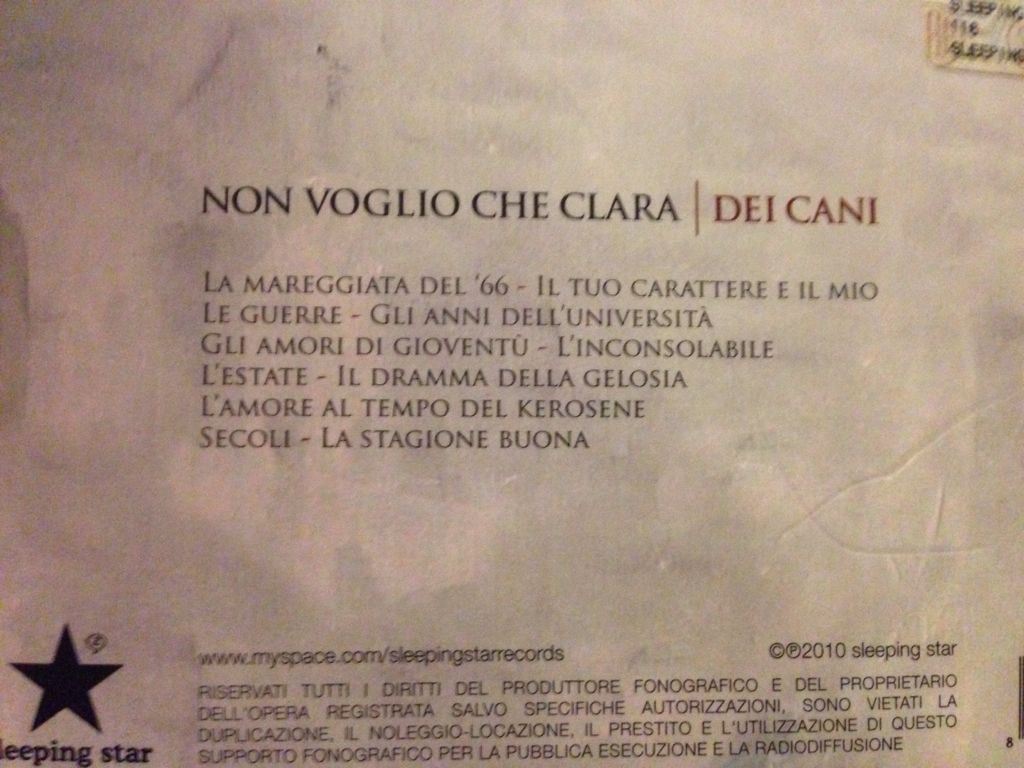 SLEEPING
118
SLEEPING
NON VOGLIO CHE CLARA | DEI CANI
LA MAREGGIATA DEL '66 - IL TUO CARATTERE E IL MIO
LE GUERRE - GLI ANNI DELL'UNIVERSITÀ
GLI AMORI DI GIOVENTÙ - L'INCONSOLABILE
L'ESTATE - IL DRAMMA DELLA GELOSIA
L'AMORE AL TEMPO DEL KEROSENE
SECOLI - LA STAGIONE BUONA
www.myspace.com/sleepingstarrecords
©℗2010 sleeping star
RISERVATI TUTTI I DIRITTI DEL PRODUTTORE FONOGRAFICO E DEL PROPRIETARIO
DELL'OPERA REGISTRATA SALVO SPECIFICHE AUTORIZZAZIONI, SONO VIETATI LA
DUPLICAZIONE, IL NOLEGGIO-LOCAZIONE, IL PRESTITO E L'UTILIZZAZIONE DI QUESTO
SUPPORTO FONOGRAFICO PER LA PUBBLICA ESECUZIONE E LA RADIODIFFUSIONE
leeping star
8